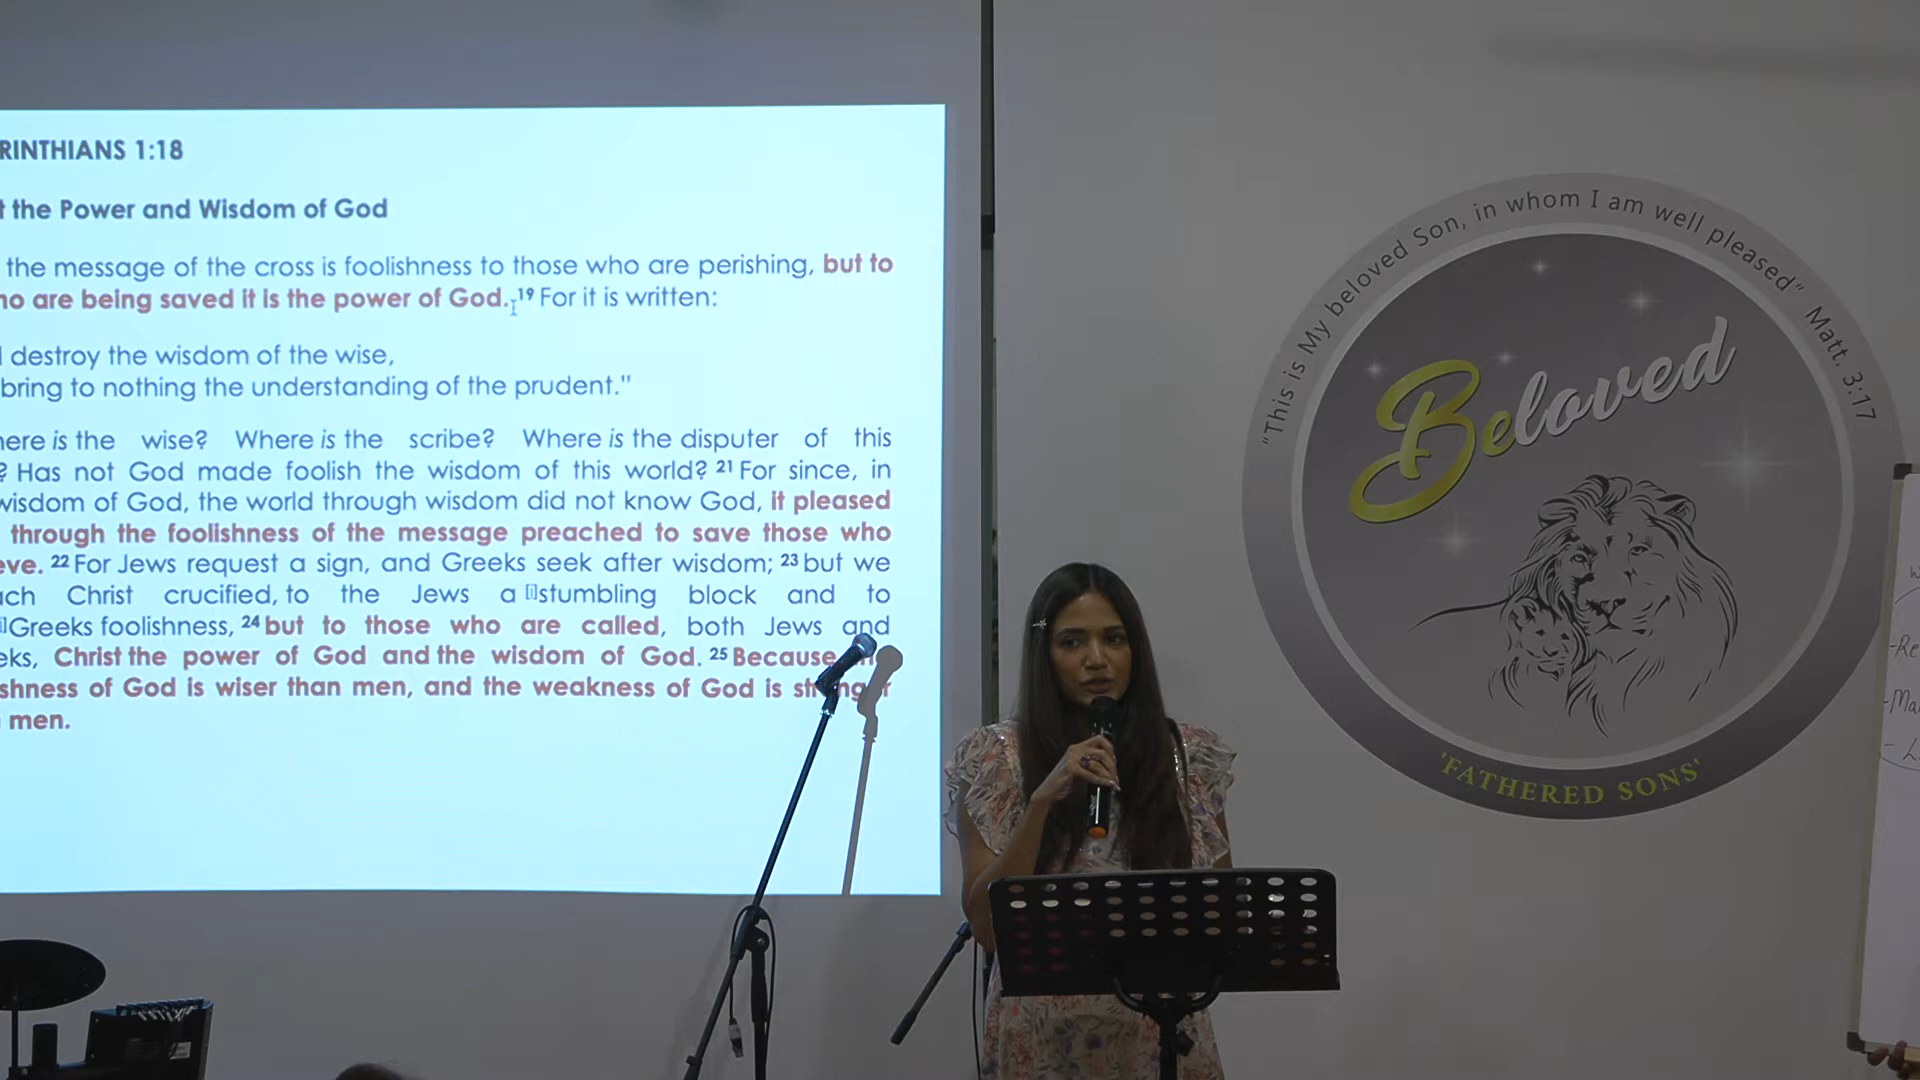 RINTHIANS 1:18
the Power and Wisdom of God
the message of the cross is foolishness to those who are perishing, but to
who are being saved it is the power of God. 19 For it is written:
destroy the wisdom of the wise,
bring to nothing the understanding of the prudent."
here is the wise? Where is the scribe? Where is the disputer of this
? Has not God made foolish the wisdom of this world? 21 For since, in
wisdom of God, the world through wisdom did not know God, it pleased
through the foolishness of the message preached to save those who
eve. 22 For Jews request a sign, and Greeks seek after wisdom; 23 but we
ach Christ crucified, to the Jews a [i]stumbling block and to
Greeks foolishness, 24 but to those who are called, both Jews and
eks, Christ the power of God and the wisdom of God. 25 Because
shness of God is wiser than men, and the weakness of God is stronger
men.
"This is My beloved Son, in whom I am well pleased" Matt. 3:17
Beloved
'FATHERED SONS'